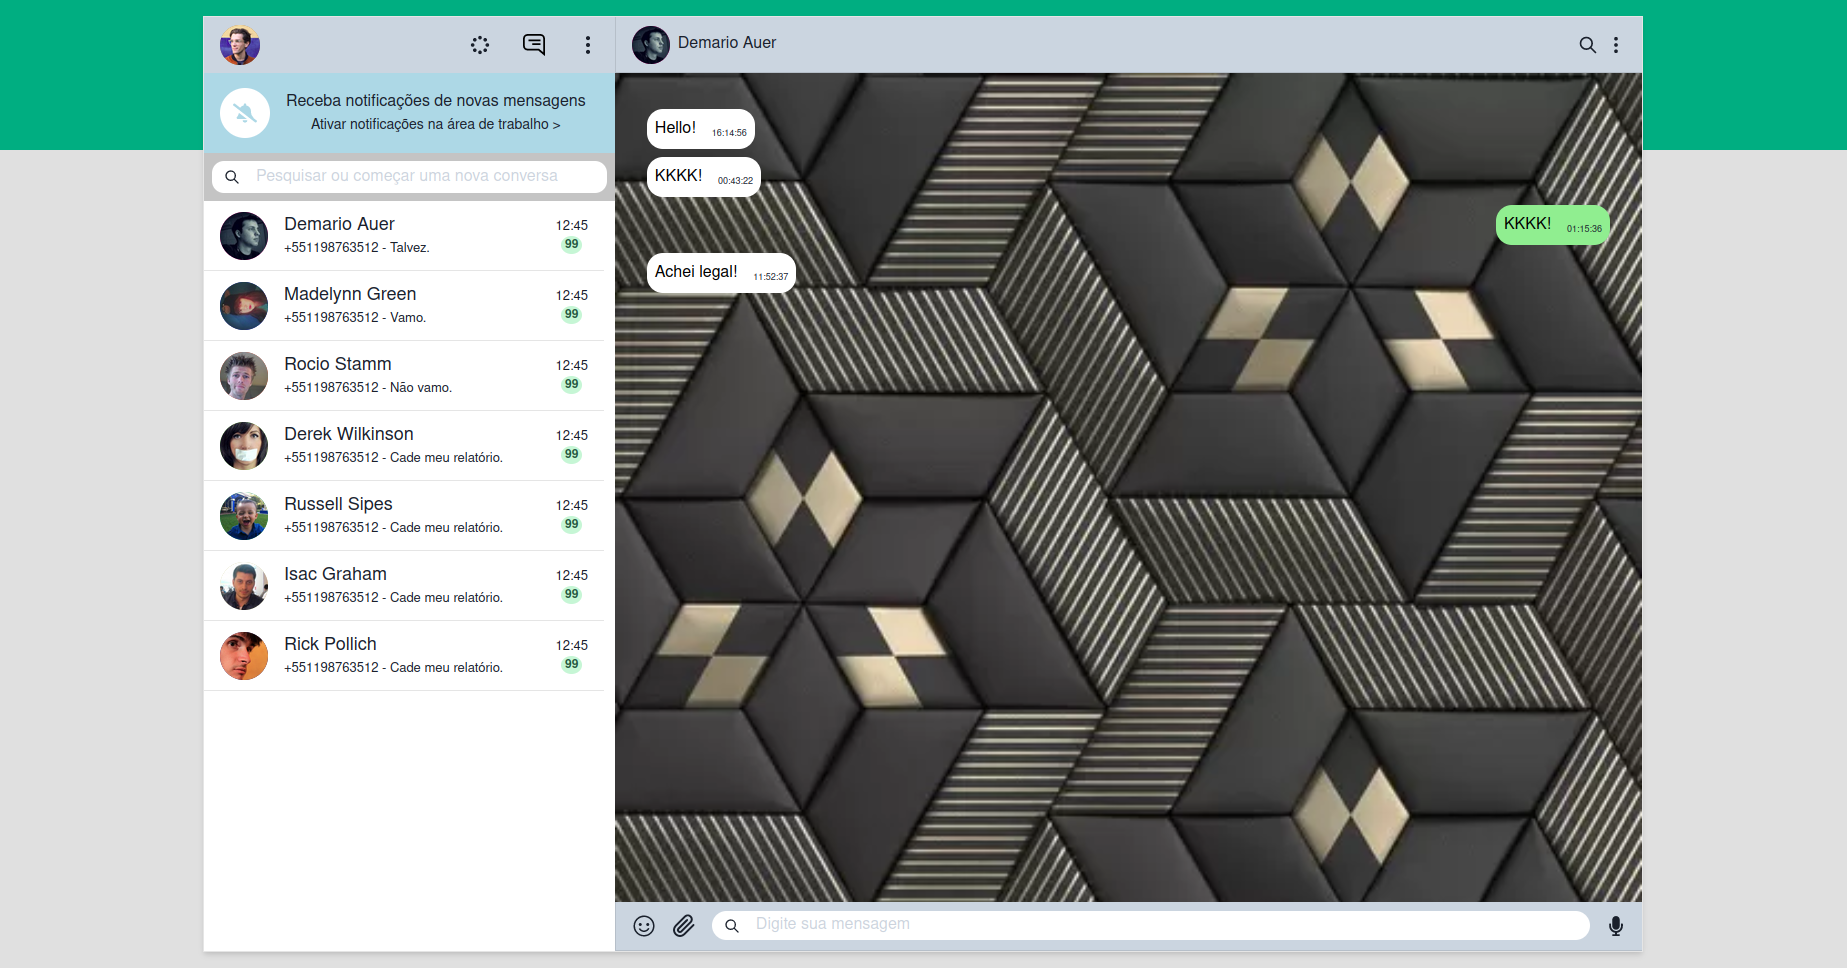 Receba notificações de novas mensagens
Ativar notificações na área de trabalho >
Pesquisar ou começar uma nova conversa
Demario Auer 12:45
+551198763512 - Talvez. 99
Madelynn Green 12:45
+551198763512 - Vamo. 99
Rocio Stamm 12:45
+551198763512 - Não vamo. 99
Derek Wilkinson 12:45
+551198763512 - Cade meu relatório. 99
Russell Sipes 12:45
+551198763512 - Cade meu relatório. 99
Isac Graham 12:45
+551198763512 - Cade meu relatório. 99
Rick Pollich 12:45
+551198763512 - Cade meu relatório. 99
Demario Auer
Hello! 16:14:56
KKKK! 00:43:22
KKKK! 01:15:36
Achei legal! 11:52:37
Digite sua mensagem